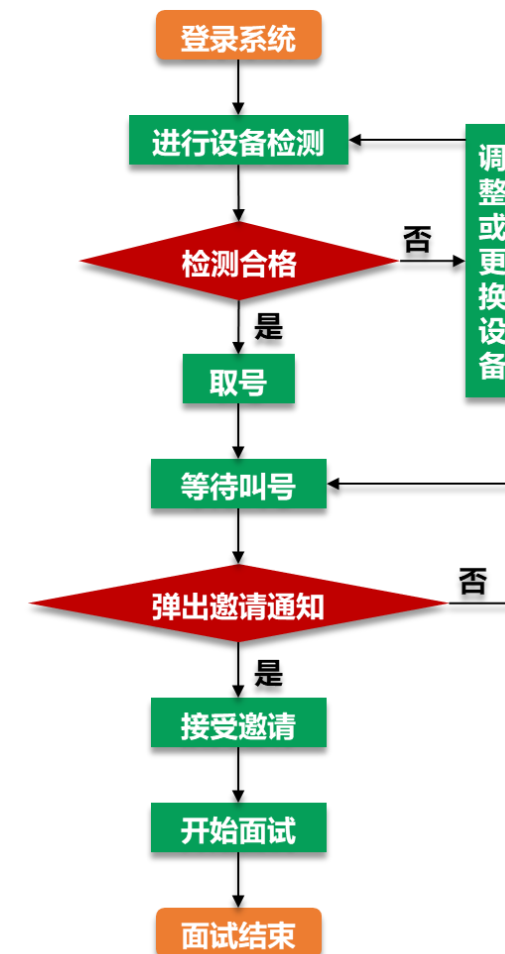 登录系统
进行设备检测
调整或更换设备
检测合格
否
是
取号
等待叫号
弹出邀请通知
否
是
接受邀请
开始面试
面试结束